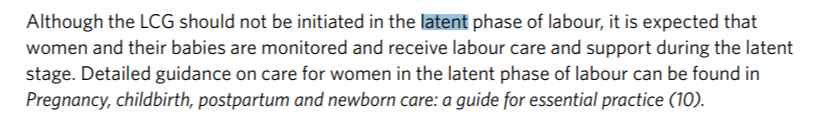 Although the LCG should not be initiated in the latent phase of labour, it is expected that
women and their babies are monitored and receive labour care and support during the latent
stage. Detailed guidance on care for women in the latent phase of labour can be found in
Pregnancy, childbirth, postpartum and newborn care: a guide for essential practice (10).